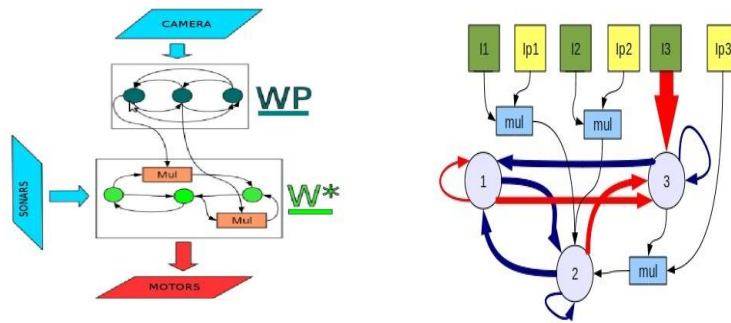 CAMERA
WP
SONARS
Mul
W*
Mul
MOTORS
I1 Ip1 I2 Ip2 I3 Ip3
mul mul
1 3
2 mul